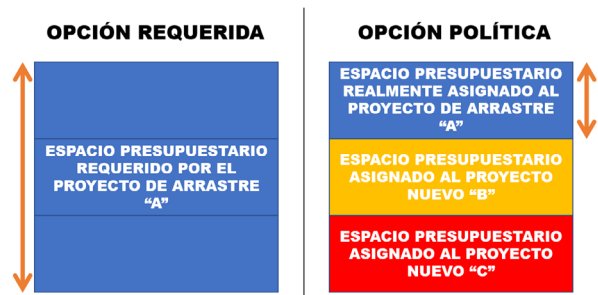 OPCIÓN REQUERIDA
ESPACIO PRESUPUESTARIO
REQUERIDO POR EL
PROYECTO DE ARRASTRE
“A”
OPCIÓN POLÍTICA
ESPACIO PRESUPUESTARIO
REALMENTE ASIGNADO AL
PROYECTO DE ARRASTRE
“A”
ESPACIO PRESUPUESTARIO
ASIGNADO AL PROYECTO
NUEVO “B”
ESPACIO PRESUPUESTARIO
ASIGNADO AL PROYECTO
NUEVO “C”